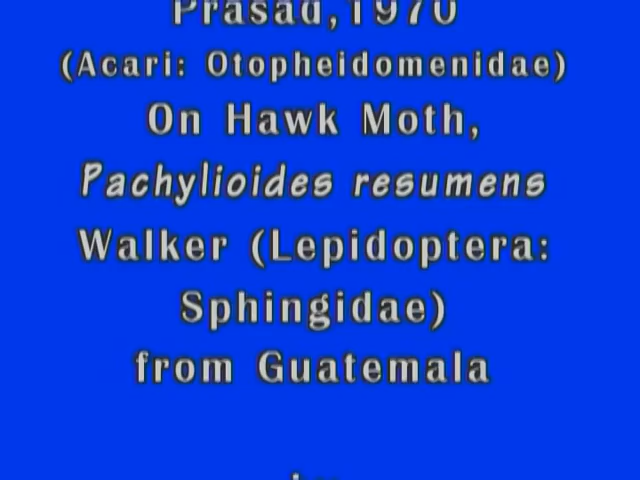 Prasad,1970
(Acari: Otopheidomenidae)
On Hawk Moth,
Pachylioides resumens
Walker (Lepidoptera:
Sphingidae)
from Guatemala